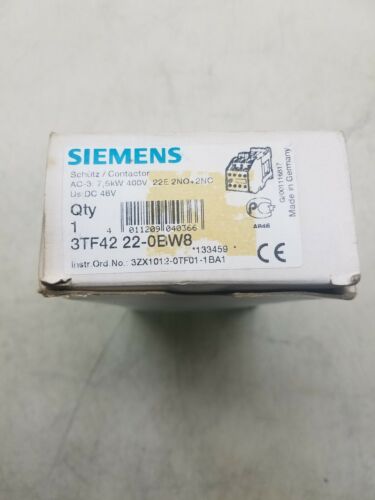 SIEMENS
Schütz / Contactor
AC-3: 7,5kW 400V 22E 2NO+2NC
Us:DC 48V
Qty
1
4 011209 040366
3TF42 22-0BW8
*133459 *
Instr.Ord.No.: 3ZX1012-0TF01-1BA1
G/001116017
Made in Germany
CE